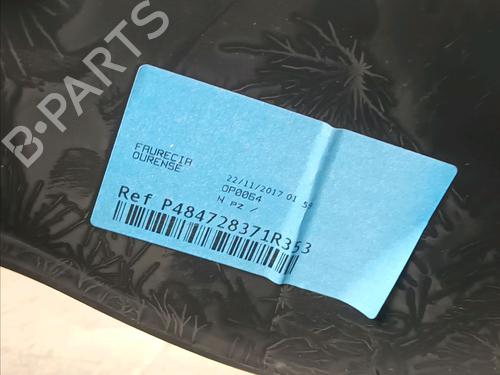 B-PARTS
FAURECIA
OURENSE
22/11/2017 01:59
OP0064
N pz /
Ref P484728371R353